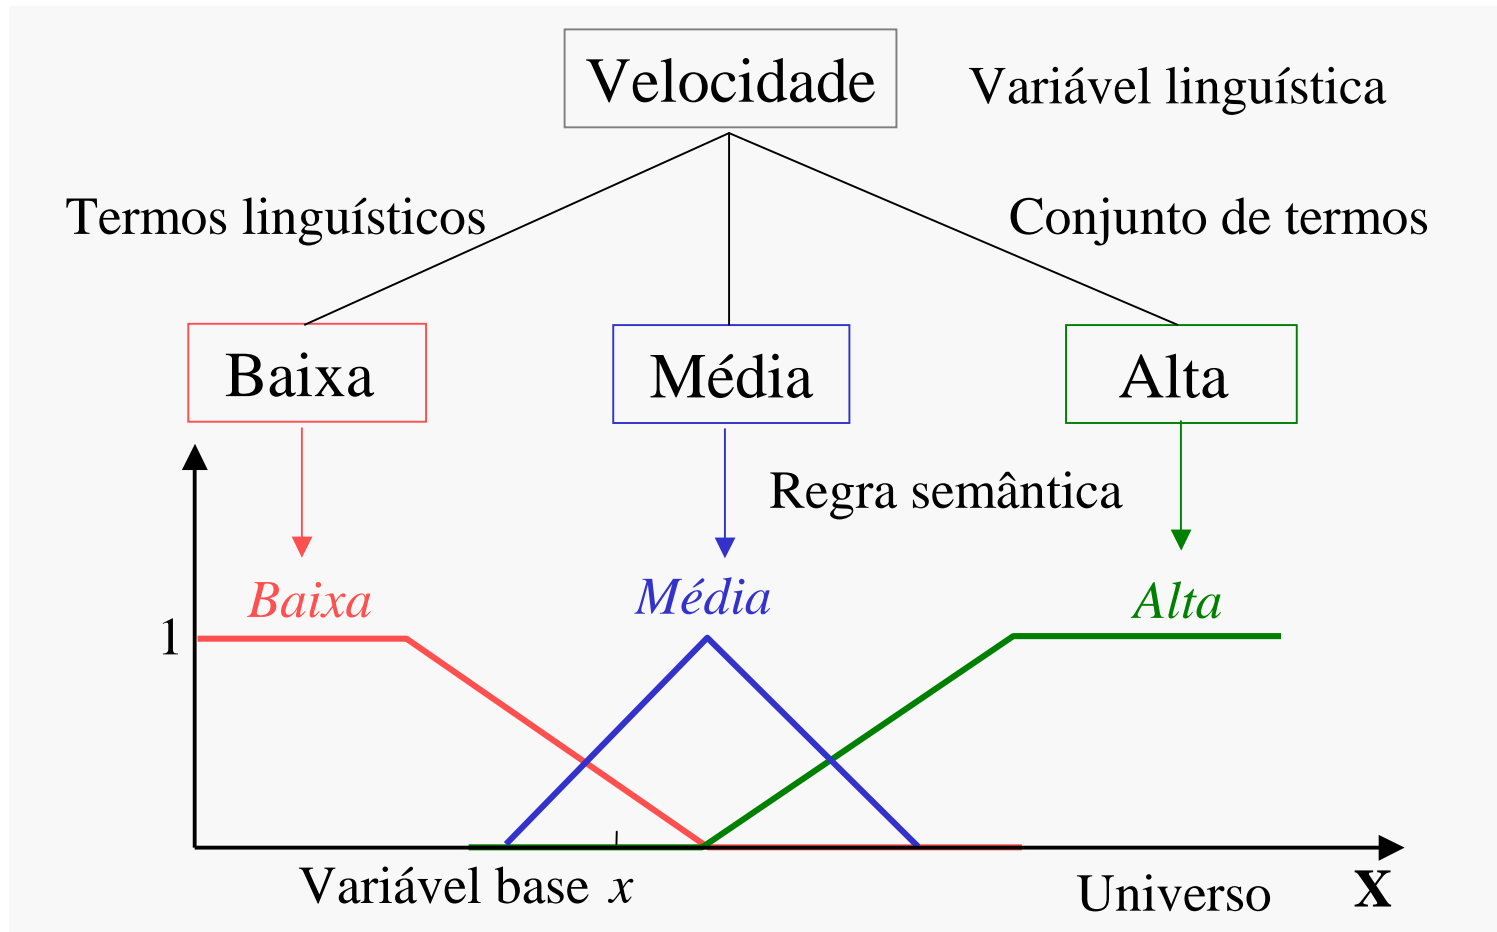 Velocidade
Variável linguística
Termos linguísticos
Conjunto de termos
Baixa
Média
Alta
Regra semântica
Baixa
Média
Alta
1
Variável base x
Universo X